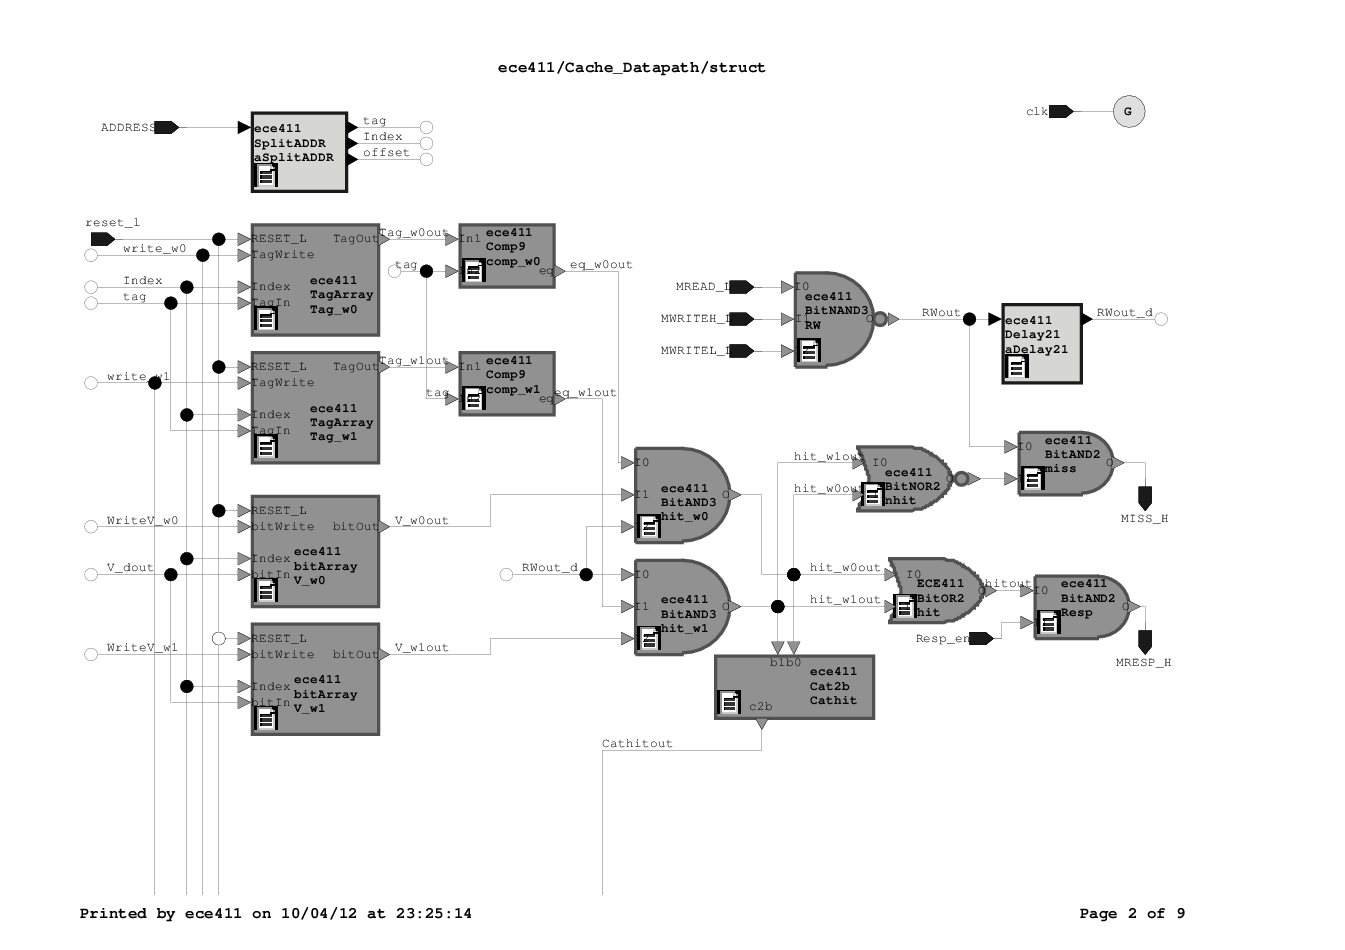 ece411/Cache_Datapath/struct
clk
G
ADDRESS
ece411
SplitADDR
aSplitADDR
tag
Index
offset
reset_l
write_w0
Index
tag
RESET_L
TagOut
TagWrite
Index
TagIn
ece411
TagArray
Tag_w0
Tag_w0out
tag
In1
ece411
Comp9
comp_w0
eq
eq_w0out
write_w1
RESET_L
TagOut
TagWrite
Index
TagIn
ece411
TagArray
Tag_w1
Tag_w1out
tag
In1
ece411
Comp9
comp_w1
eq
eq_w1out
MREAD_L
MWRITEH_L
MWRITEL_L
I0
I1
ece411
BitNAND3
RW
O
RWout
ece411
Delay21
aDelay21
RWout_d
WriteV_w0
V_dout
RESET_L
bitWrite
bitOut
Index
bitIn
ece411
bitArray
V_w0
V_w0out
WriteV_w1
RESET_L
bitWrite
bitOut
Index
bitIn
ece411
bitArray
V_w1
V_w1out
I0
I1
ece411
BitAND3
hit_w0
O
RWout_d
I0
I1
ece411
BitAND3
hit_w1
O
hit_w1out
hit_w0out
I0
ece411
BitNOR2
nhit
O
I0
ece411
BitAND2
miss
O
MISS_H
hit_w0out
hit_w1out
I0
ECE411
BitOR2
hit
O
hitout
Resp_en
I0
ece411
BitAND2
Resp
O
MRESP_H
b1b0
ece411
Cat2b
Cathit
c2b
Cathitout
Printed by ece411 on 10/04/12 at 23:25:14
Page 2 of 9